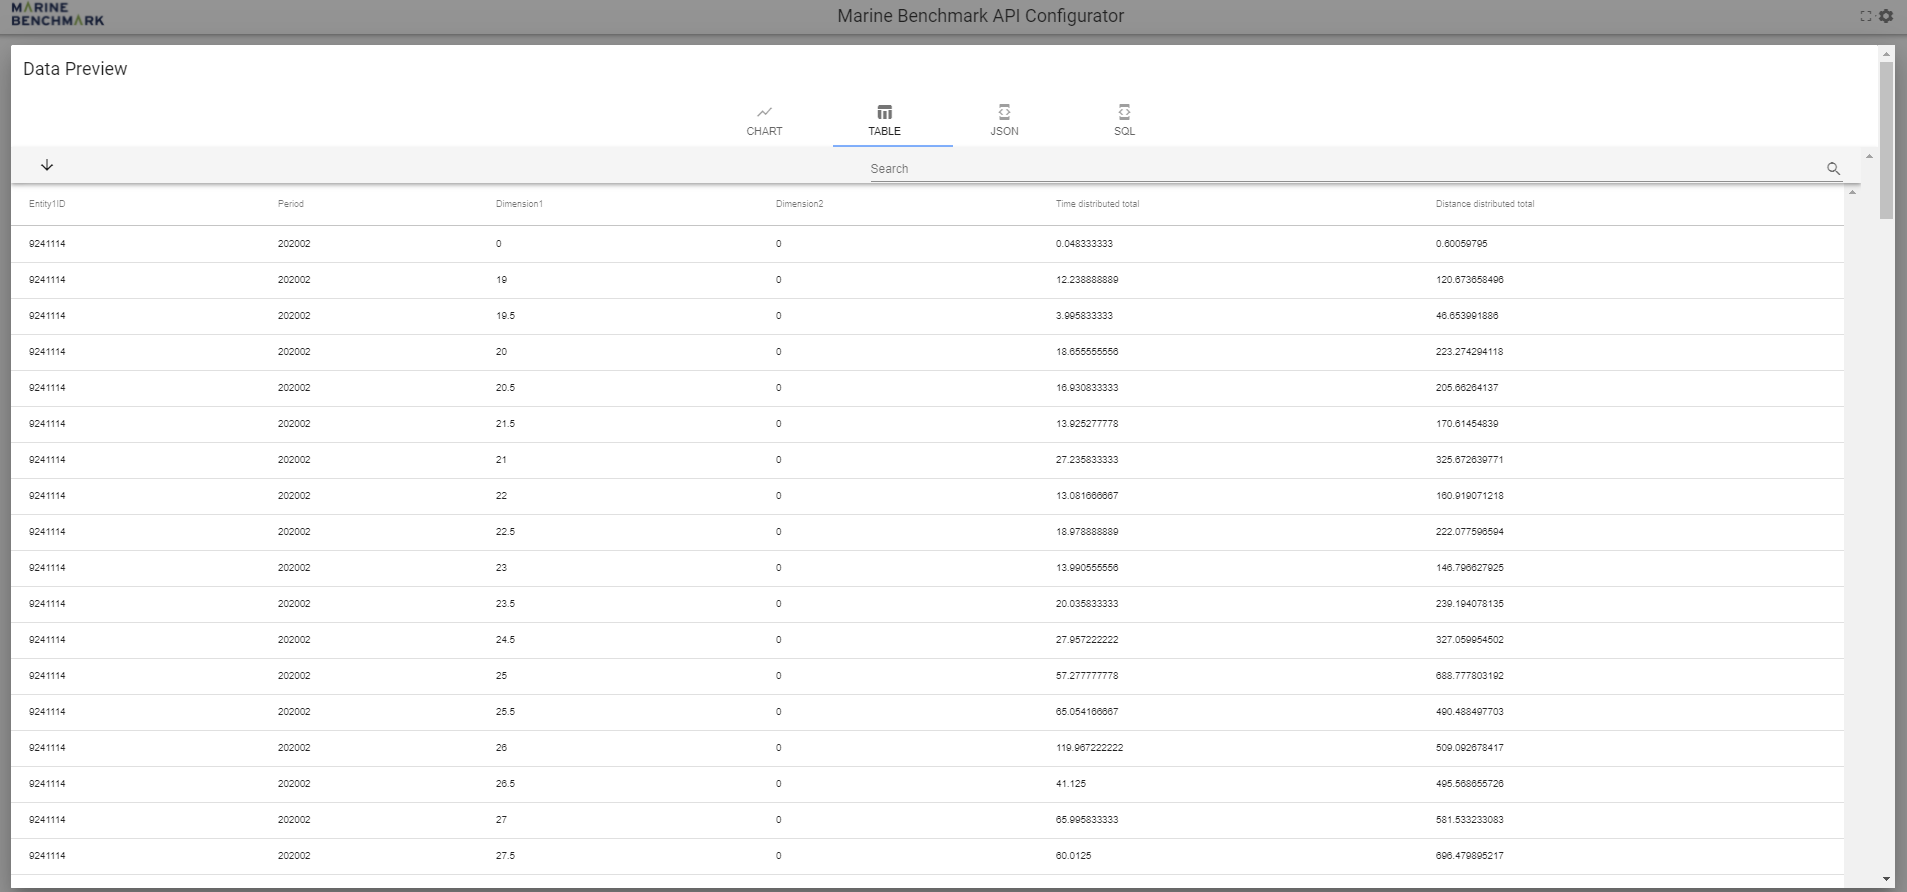 MARINE
BENCHMARK
Marine Benchmark API Configurator
Data Preview
CHART TABLE JSON SQL
Search
Entity1ID Period Dimension1 Dimension2 Time distributed total Distance distributed total
9241114 202002 0 0 0.048333333 0.60059795
9241114 202002 19 0 12.238888889 120.673658496
9241114 202002 19.5 0 3.995833333 46.653991886
9241114 202002 20 0 18.655555556 223.274294118
9241114 202002 20.5 0 16.930833333 205.66264137
9241114 202002 21.5 0 13.925277778 170.61454839
9241114 202002 21 0 27.235833333 325.672639771
9241114 202002 22 0 13.081666667 160.919071218
9241114 202002 22.5 0 18.978888889 222.077596594
9241114 202002 23 0 13.990555556 146.796627925
9241114 202002 23.5 0 20.035833333 239.194078135
9241114 202002 24.5 0 27.957222222 327.059954502
9241114 202002 25 0 57.277777778 688.777803192
9241114 202002 25.5 0 65.054166667 490.488497703
9241114 202002 26 0 119.967222222 509.092678417
9241114 202002 26.5 0 41.125 495.568655726
9241114 202002 27 0 65.995833333 581.533233083
9241114 202002 27.5 0 60.0125 696.479895217